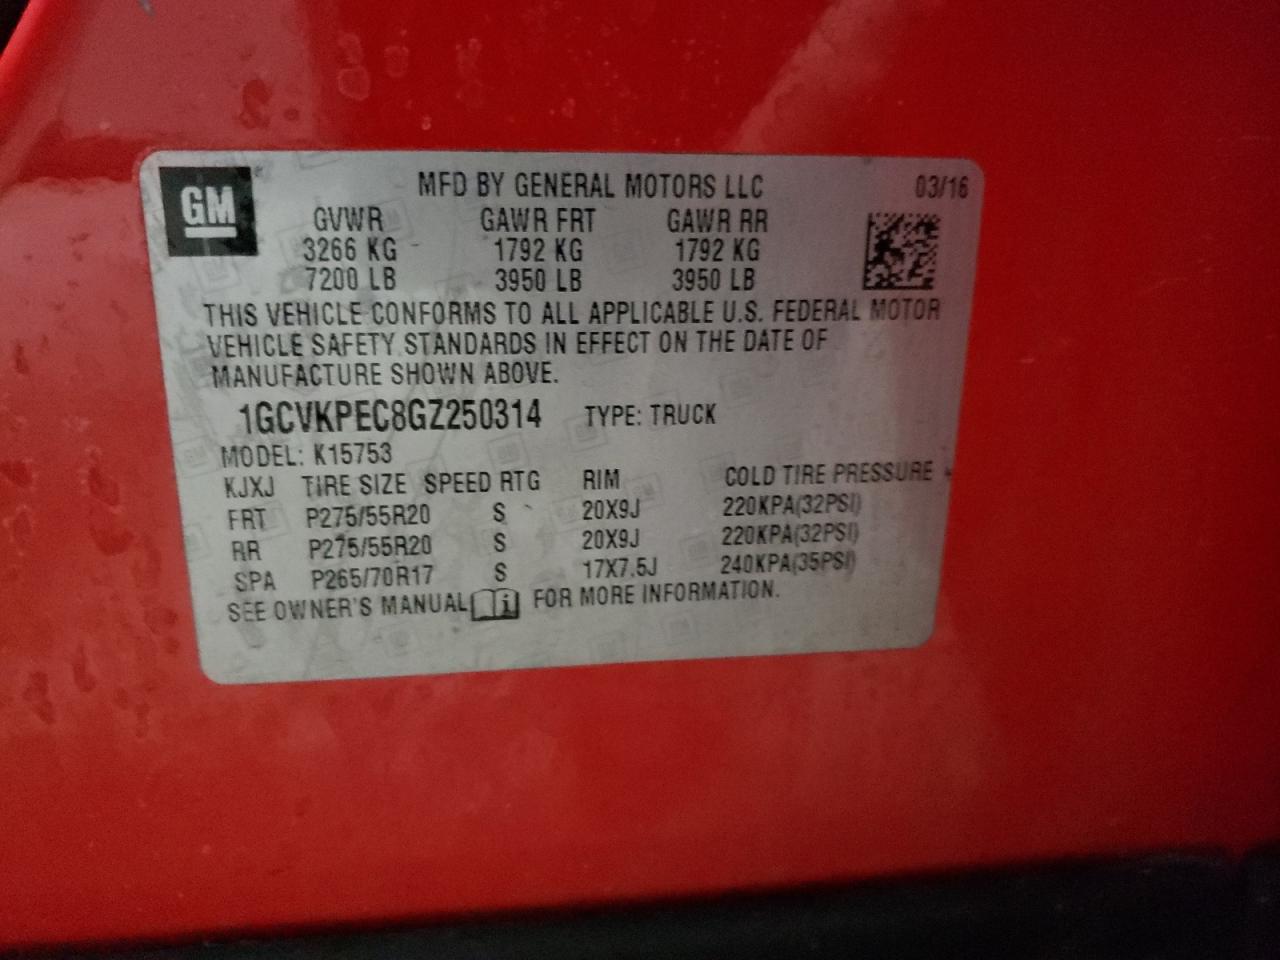 GM
MFD BY GENERAL MOTORS LLC 03/16
GVWR GAWR FRT GAWR RR
3266 KG 1792 KG 1792 KG
7200 LB 3950 LB 3950 LB
THIS VEHICLE CONFORMS TO ALL APPLICABLE U.S. FEDERAL MOTOR
VEHICLE SAFETY STANDARDS IN EFFECT ON THE DATE OF
MANUFACTURE SHOWN ABOVE.
1GCVKPEC8GZ250314 TYPE: TRUCK
MODEL: K15753
KJXJ TIRE SIZE SPEED RTG RIM COLD TIRE PRESSURE
FRT P275/55R20 S 20X9J 220KPA(32PSI)
RR P275/55R20 S 20X9J 220KPA(32PSI)
SPA P265/70R17 S 17X7.5J 240KPA(35PSI)
SEE OWNER'S MANUAL FOR MORE INFORMATION.